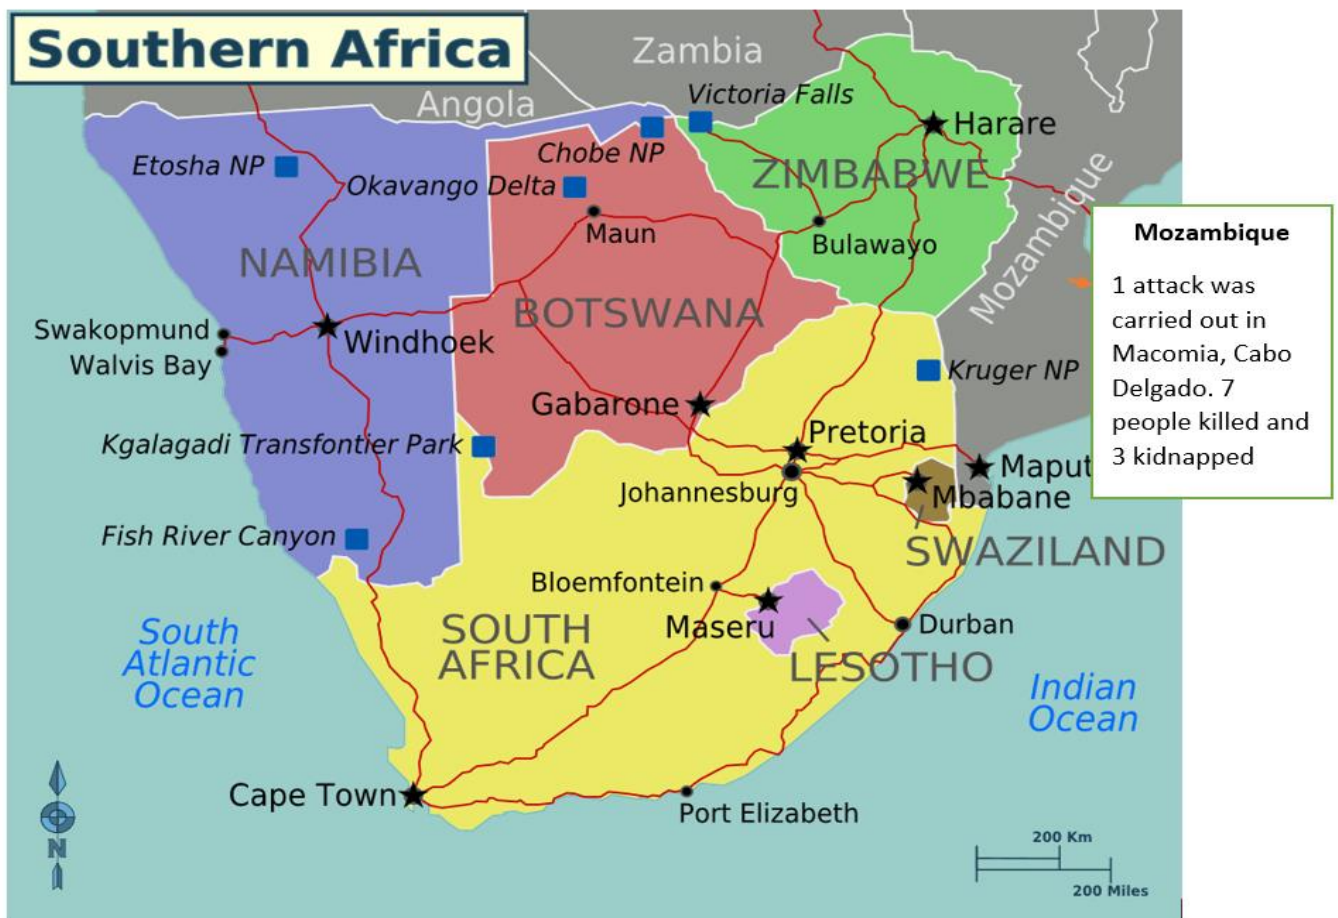 Southern Africa
Zambia
Angola
Victoria Falls
Harare
Chobe NP
Etosha NP
ZIMBABWE
Okavango Delta
Mozambique
Maun
Bulawayo
NAMIBIA
BOTSWANA
Swakopmund
Windhoek
Walvis Bay
Kruger NP
Gabarone
Pretoria
Kgalagadi Transfontier Park
Maput
Johannesburg
Mbabane
Fish River Canyon
SWAZILAND
Bloemfontein
Maseru
Durban
SOUTH
AFRICA
LESOTHO
South
Atlantic
Ocean
Indian
Ocean
Cape Town
Port Elizabeth
N
200 Km
200 Miles
Mozambique
1 attack was
carried out in
Macomia, Cabo
Delgado. 7
people killed and
3 kidnapped